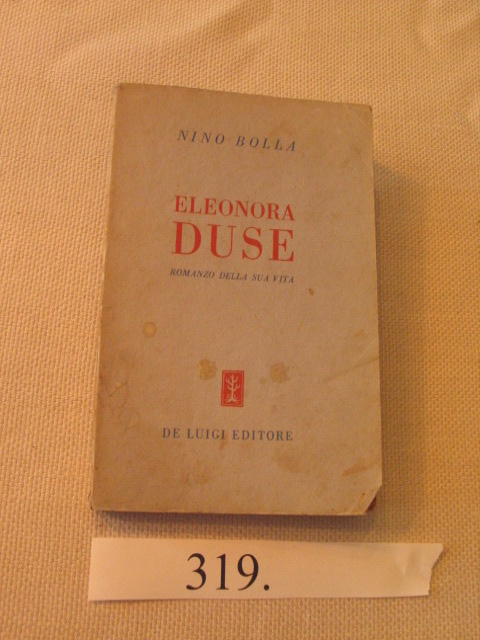 NINO BOLLA
ELEONORA
DUSE
ROMANZO DELLA SUA VITA
DE LUIGI EDITORE
319.